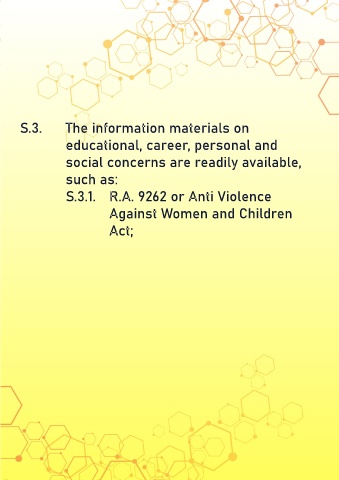 S.3. The information materials on
educational, career, personal and
social concerns are readily available,
such as:
S.3.1. R.A. 9262 or Anti Violence
Against Women and Children
Act;